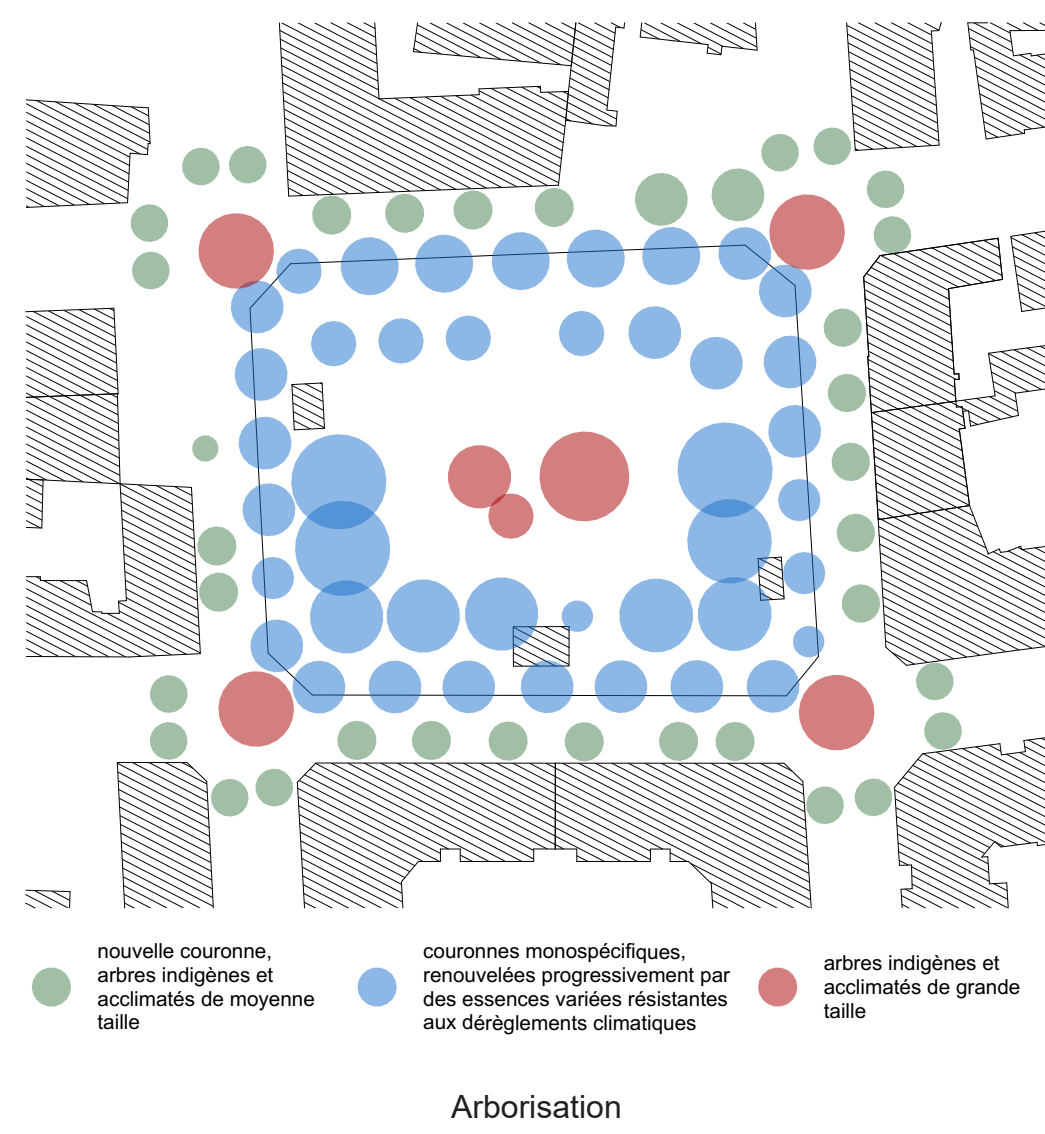 nouvelle couronne,
arbres indigènes et
acclimatés de moyenne
taille
couronnes monospécifiques,
renouvelées progressivement par
des essences variées résistantes
aux dérèglements climatiques
arbres indigènes et
acclimatés de grande
taille
Arborisation